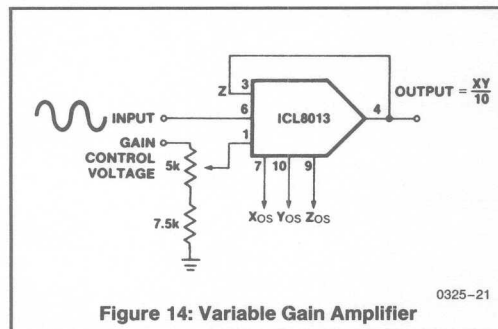 3
Z
4
OUTPUT = XY/10
INPUT
6
ICL8013
GAIN
CONTROL
VOLTAGE
1
5k
7 10 9
XOS YOS ZOS
7.5k
0325-21
Figure 14: Variable Gain Amplifier